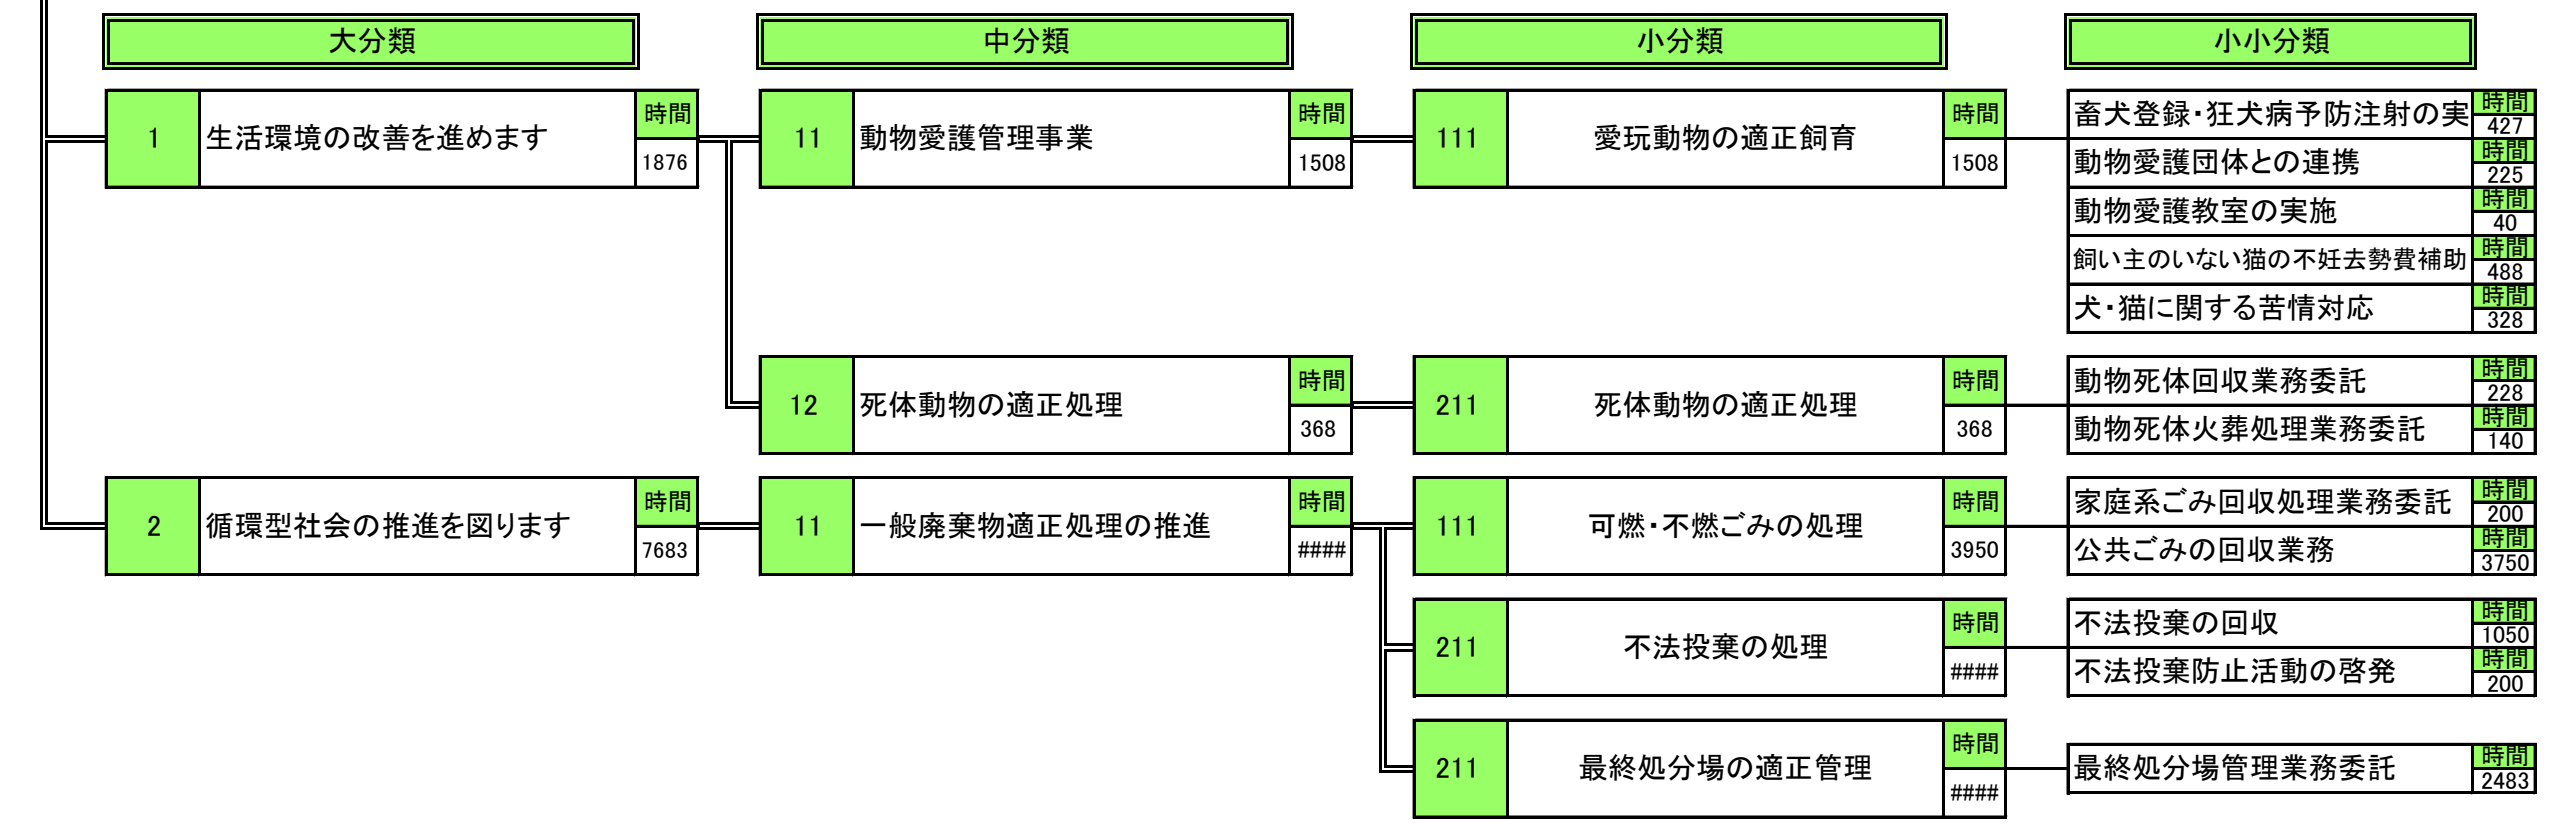 大分類
中分類
小分類
小小分類
1
生活環境の改善を進めます
時間
1876
11
動物愛護管理事業
時間
1508
111
愛玩動物の適正飼育
時間
1508
畜犬登録・狂犬病予防注射の実
時間
427
動物愛護団体との連携
時間
225
動物愛護教室の実施
時間
40
飼い主のいない猫の不妊去勢費補助
時間
488
犬・猫に関する苦情対応
時間
328
12
死体動物の適正処理
時間
368
211
死体動物の適正処理
時間
368
動物死体回収業務委託
時間
228
動物死体火葬処理業務委託
時間
140
2
循環型社会の推進を図ります
時間
7683
11
一般廃棄物適正処理の推進
時間
####
111
可燃・不燃ごみの処理
時間
3950
家庭系ごみ回収処理業務委託
時間
200
公共ごみの回収業務
時間
3750
211
不法投棄の処理
時間
####
不法投棄の回収
時間
1050
不法投棄防止活動の啓発
時間
200
211
最終処分場の適正管理
時間
####
最終処分場管理業務委託
時間
2483